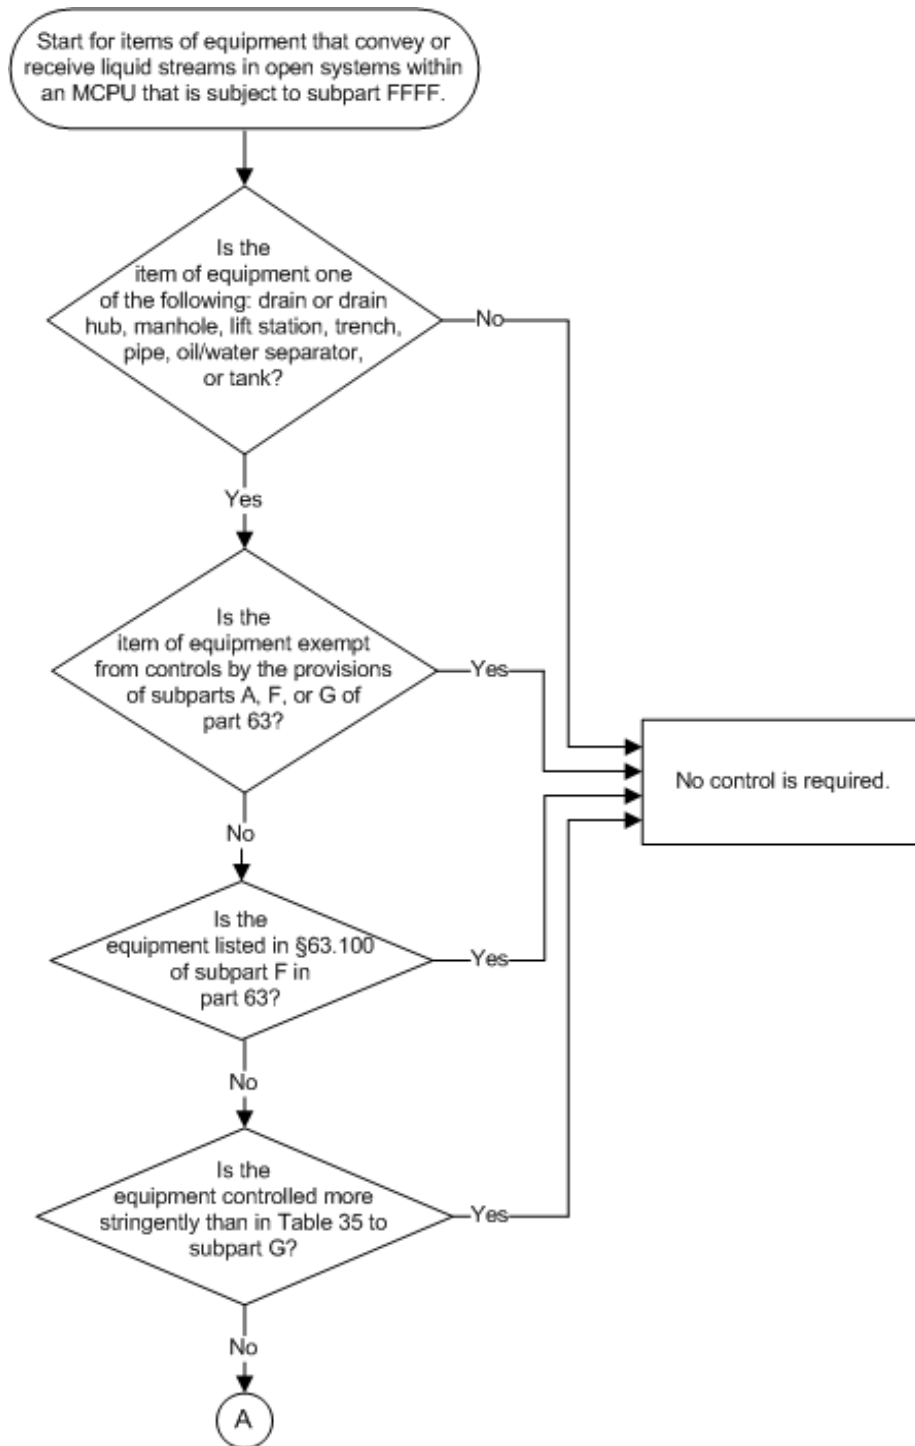 Start for items of equipment that convey or
receive liquid streams in open systems within
an MCPU that is subject to subpart FFFF.
Is the
item of equipment one
of the following: drain or drain
hub, manhole, lift station, trench,
pipe, oil/water separator,
or tank?
No
Yes
Is the
item of equipment exempt
from controls by the provisions
of subparts A, F, or G of
part 63?
Yes
No control is required.
No
Is the
equipment listed in §63.100
of subpart F in
part 63?
Yes
No
Is the
equipment controlled more
stringently than in Table 35 to
subpart G?
Yes
No
A